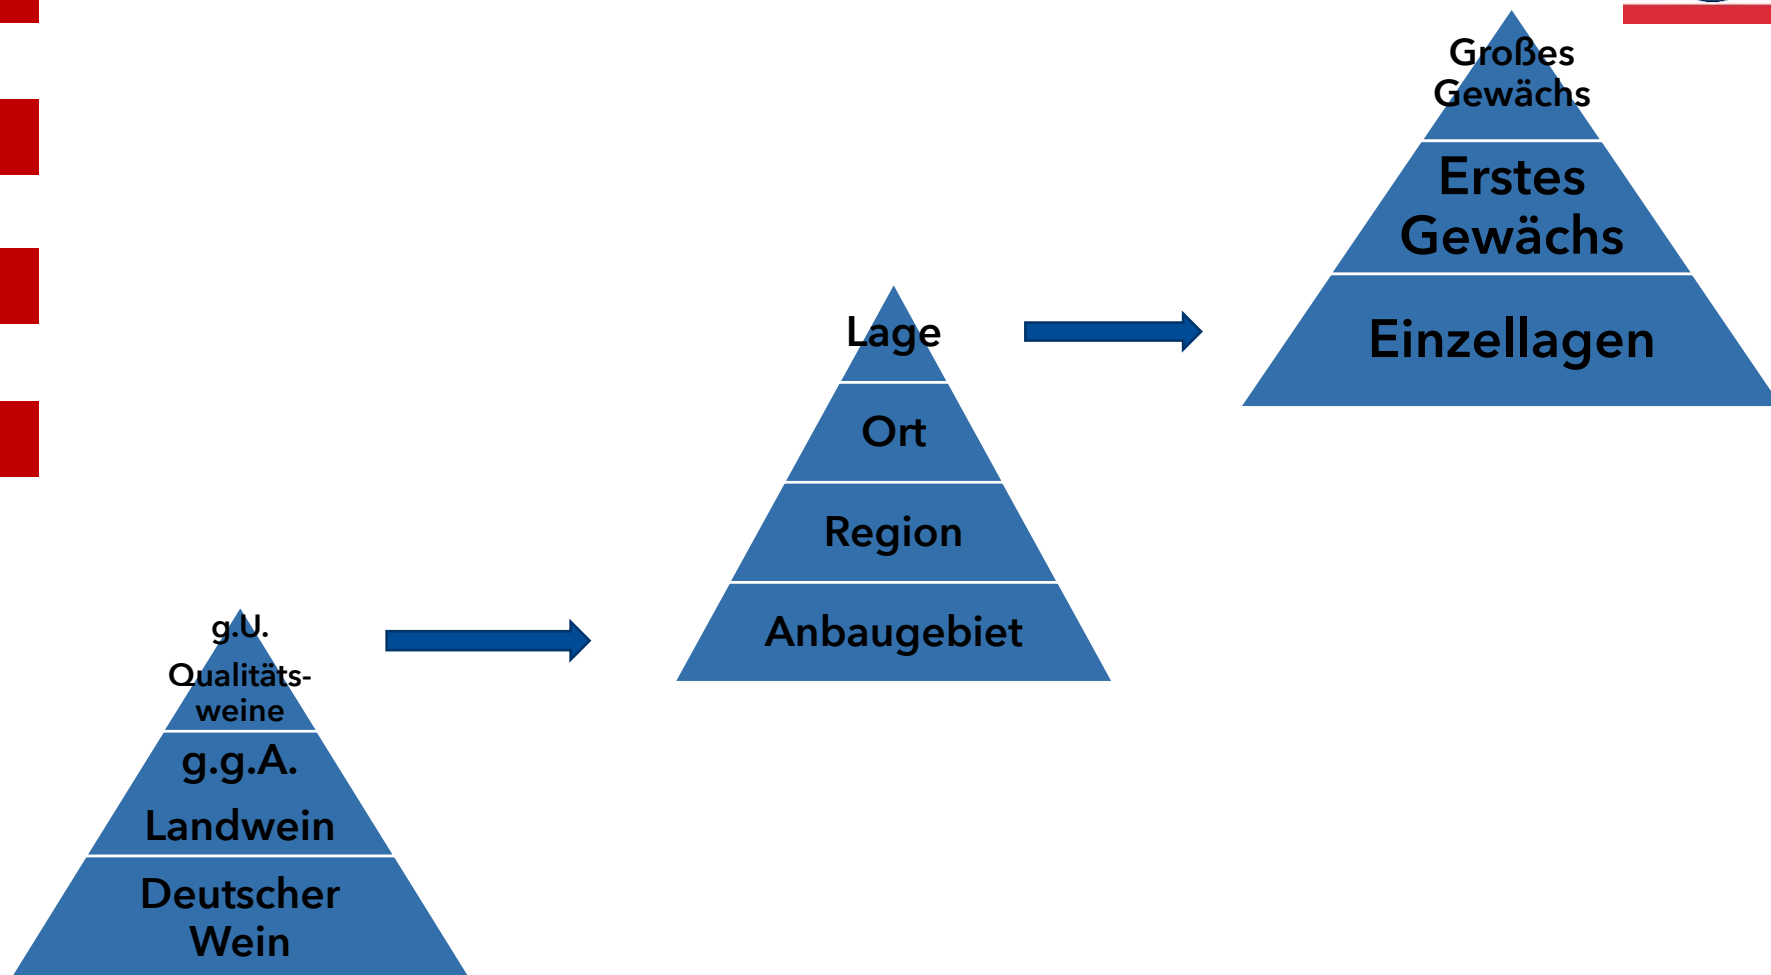 g.U.
Qualitäts-
weine
g.g.A.
Landwein
Deutscher
Wein
Lage
Ort
Region
Anbaugebiet
Großes
Gewächs
Erstes
Gewächs
Einzellagen